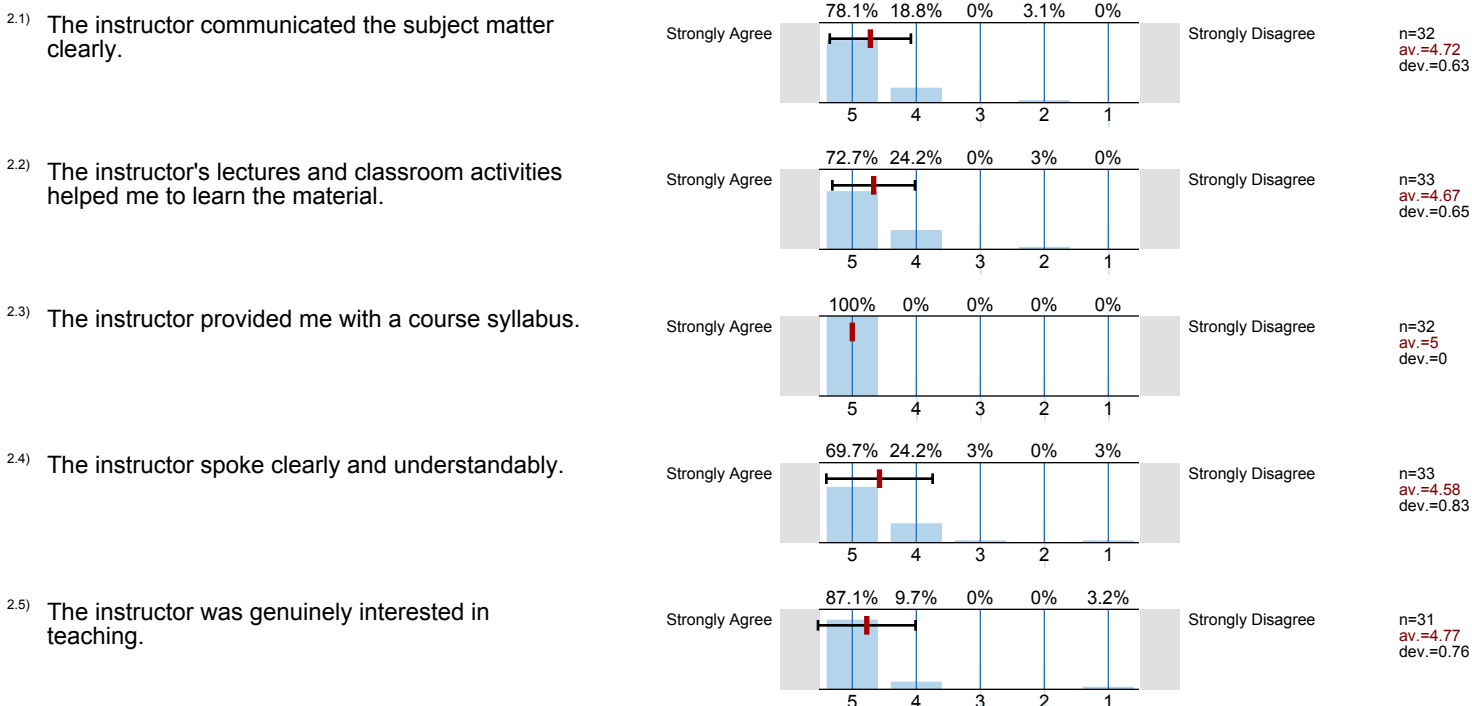 2.1) The instructor communicated the subject matter clearly.
Strongly Agree
78.1% 18.8% 0% 3.1% 0%
5 4 3 2 1
Strongly Disagree
n=32
av.=4.72
dev.=0.63
2.2) The instructor's lectures and classroom activities helped me to learn the material.
Strongly Agree
72.7% 24.2% 0% 3% 0%
5 4 3 2 1
Strongly Disagree
n=33
av.=4.67
dev.=0.65
2.3) The instructor provided me with a course syllabus.
Strongly Agree
100% 0% 0% 0% 0%
5 4 3 2 1
Strongly Disagree
n=32
av.=5
dev.=0
2.4) The instructor spoke clearly and understandably.
Strongly Agree
69.7% 24.2% 3% 0% 3%
5 4 3 2 1
Strongly Disagree
n=33
av.=4.58
dev.=0.83
2.5) The instructor was genuinely interested in teaching.
Strongly Agree
87.1% 9.7% 0% 0% 3.2%
5 4 3 2 1
Strongly Disagree
n=31
av.=4.77
dev.=0.76